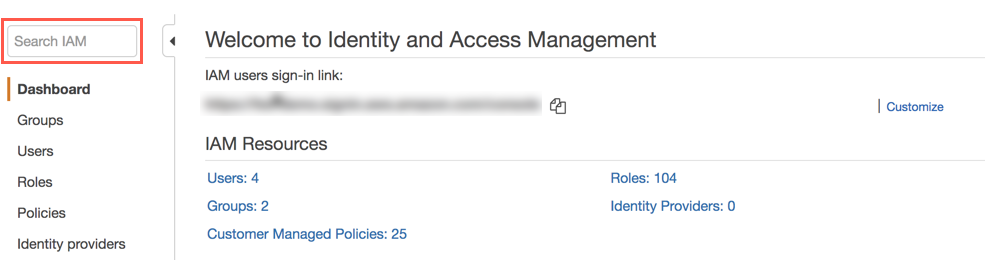 Search IAM
Dashboard
Groups
Users
Roles
Policies
Identity providers
Welcome to Identity and Access Management
IAM users sign-in link:
Customize
IAM Resources
Users: 4
Roles: 104
Groups: 2
Identity Providers: 0
Customer Managed Policies: 25